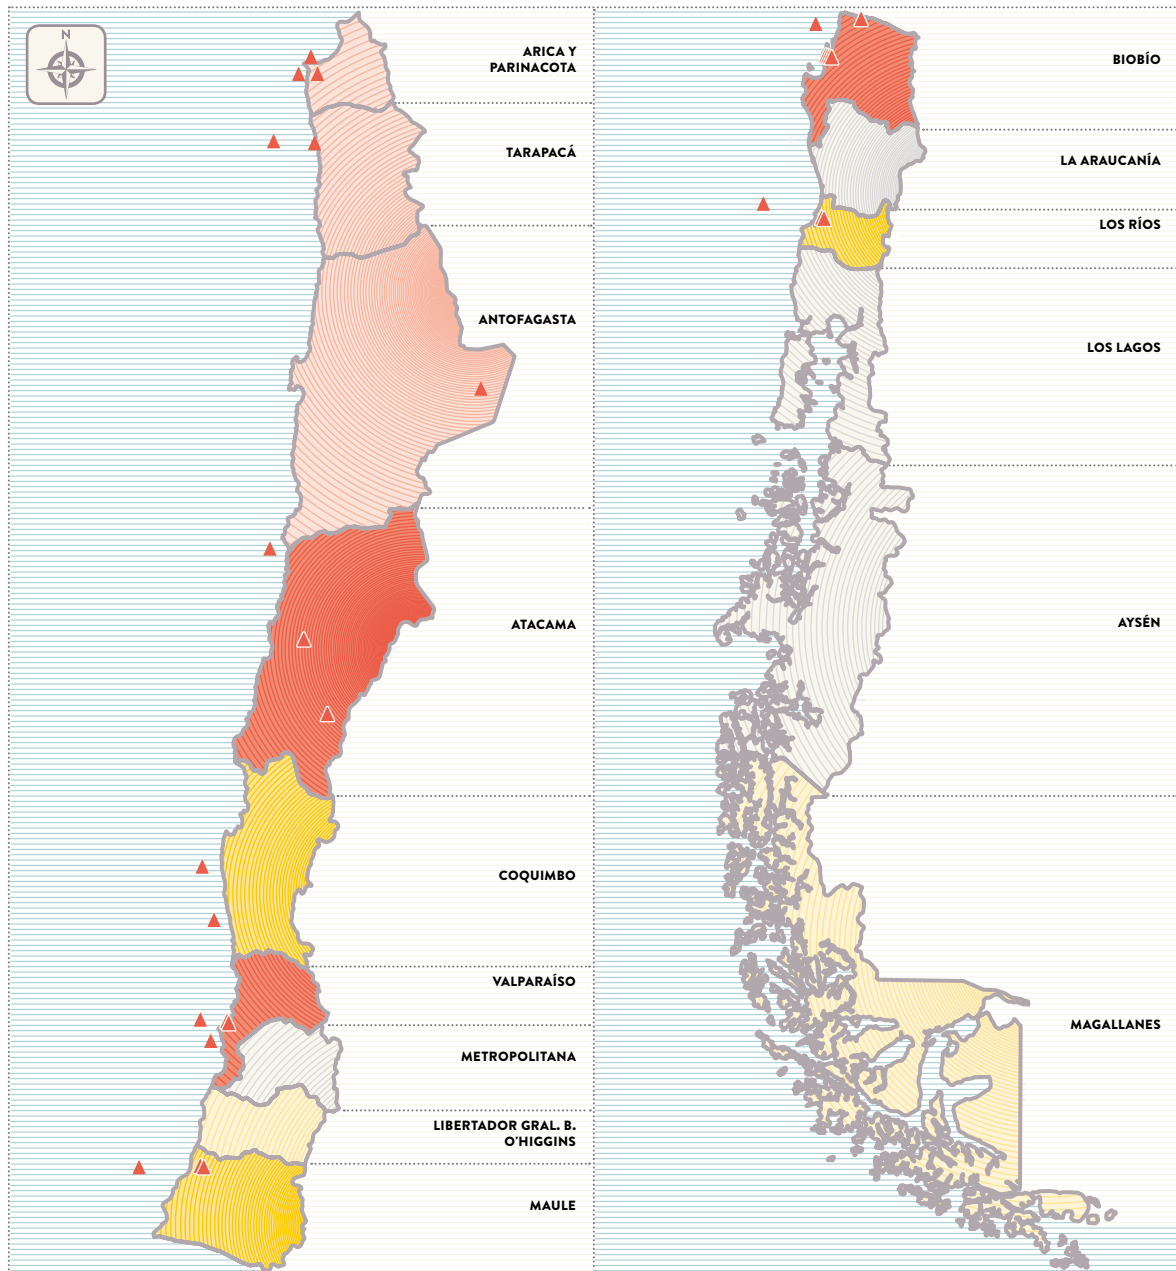 N
ARICA Y
PARINACOTA
TARAPACÁ
ANTOFAGASTA
ATACAMA
COQUIMBO
VALPARAÍSO
METROPOLITANA
LIBERTADOR GRAL. B.
O'HIGGINS
MAULE
BIOBÍO
LA ARAUCANÍA
LOS RÍOS
LOS LAGOS
AYSÉN
MAGALLANES